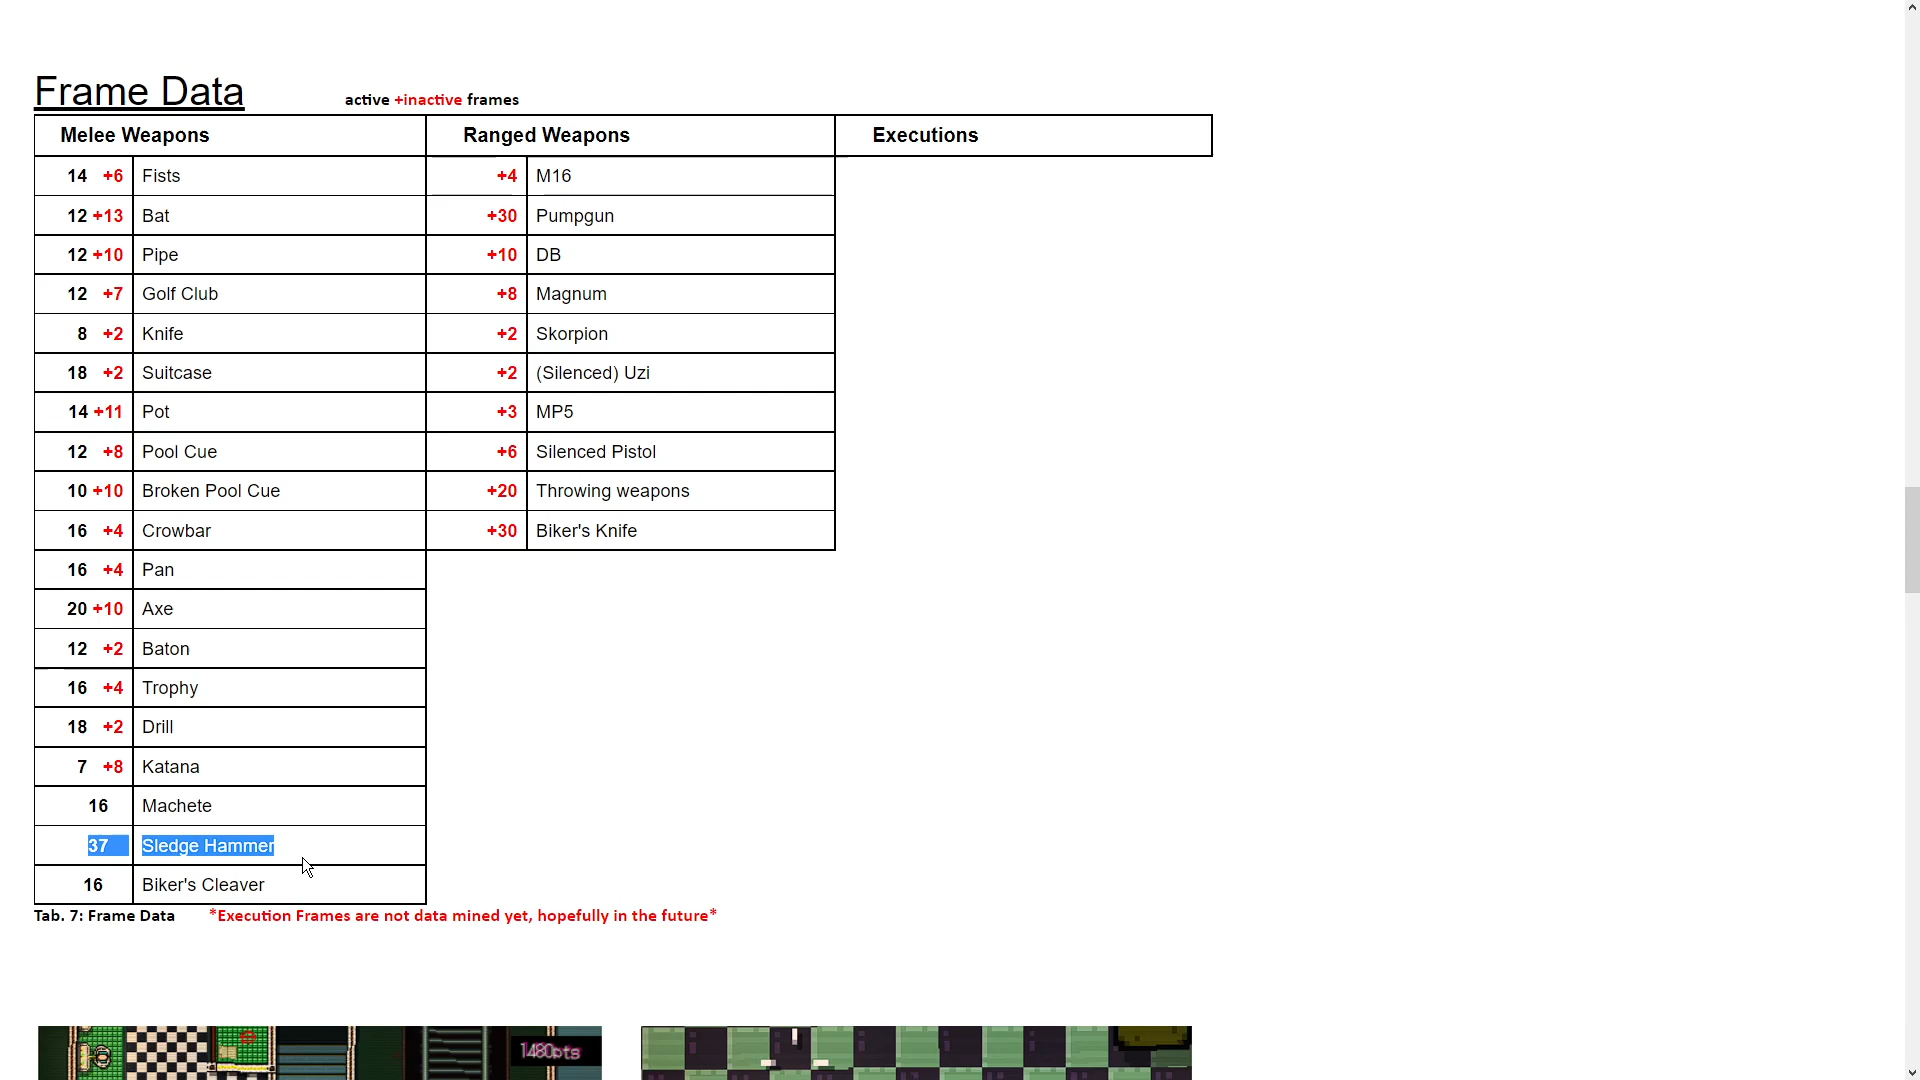 Frame Data active +inactive frames
Melee Weapons Ranged Weapons Executions
14 +6 Fists +4 M16
12 +13 Bat +30 Pumpgun
12 +10 Pipe +10 DB
12 +7 Golf Club +8 Magnum
8 +2 Knife +2 Skorpion
18 +2 Suitcase +2 (Silenced) Uzi
14 +11 Pot +3 MP5
12 +8 Pool Cue +6 Silenced Pistol
10 +10 Broken Pool Cue +20 Throwing weapons
16 +4 Crowbar +30 Biker's Knife
16 +4 Pan
20 +10 Axe
12 +2 Baton
16 +4 Trophy
18 +2 Drill
7 +8 Katana
16 Machete
37 Sledge Hammer
16 Biker's Cleaver
Tab. 7: Frame Data *Execution Frames are not data mined yet, hopefully in the future*
1480pts